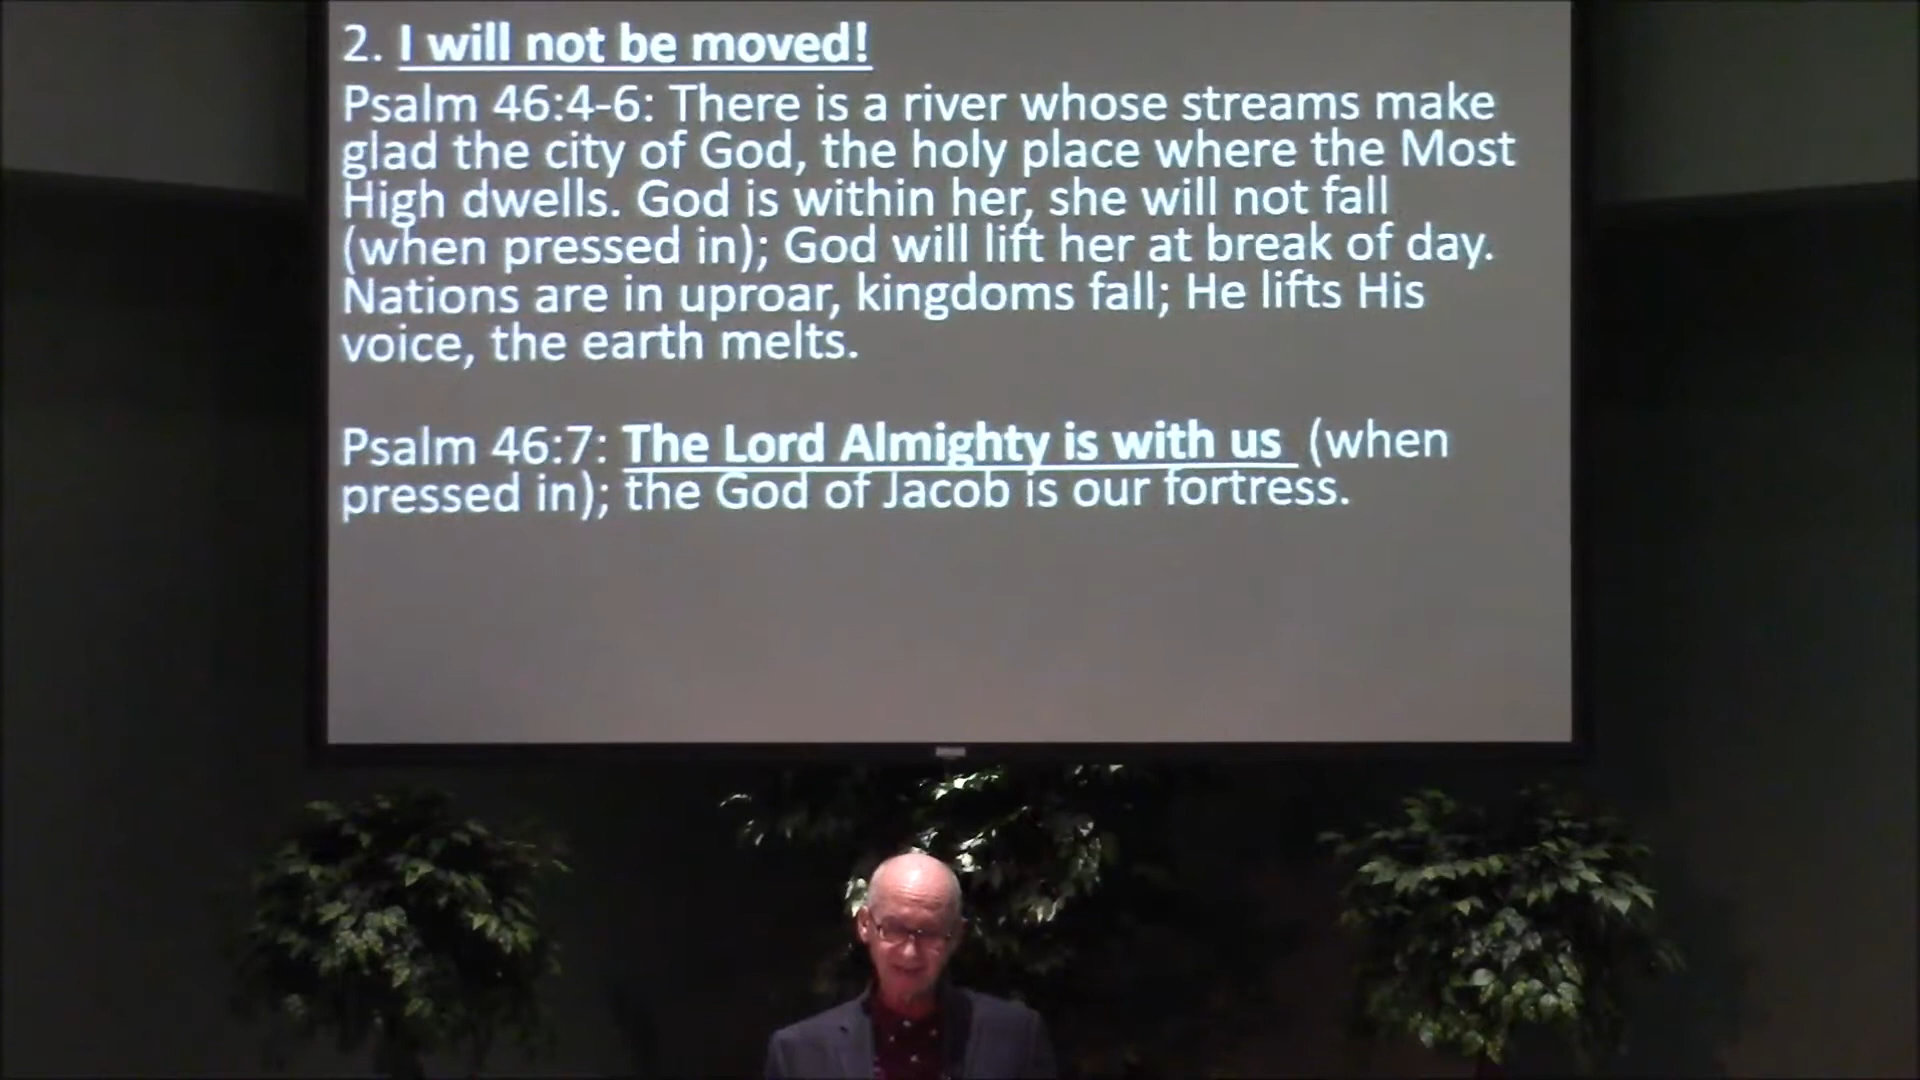 2. I will not be moved!
Psalm 46:4-6: There is a river whose streams make
glad the city of God, the holy place where the Most
High dwells. God is within her, she will not fall
(when pressed in); God will lift her at break of day.
Nations are in uproar, kingdoms fall; He lifts His
voice, the earth melts.
Psalm 46:7: The Lord Almighty is with us (when
pressed in); the God of Jacob is our fortress.